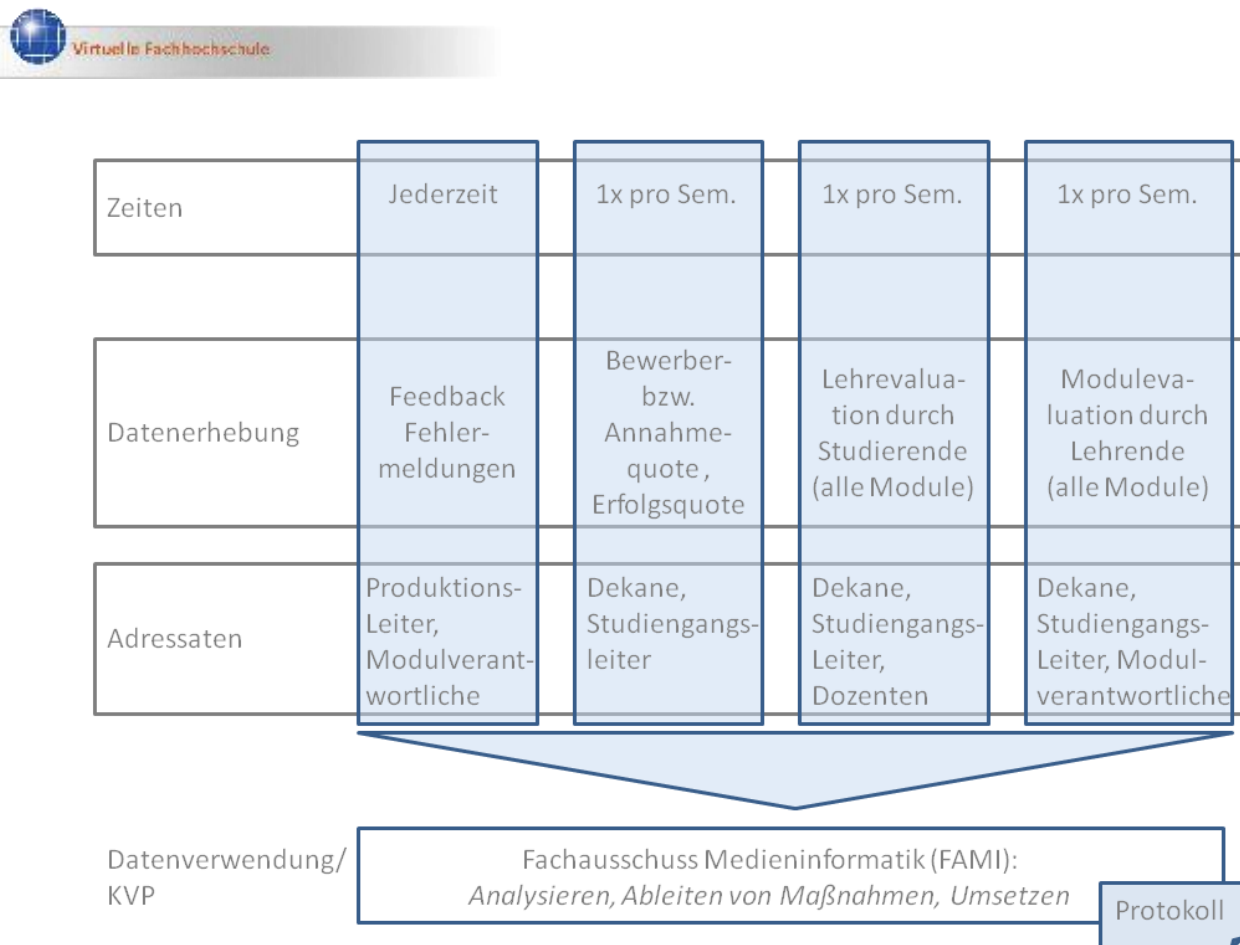 Virtuelle Fachhochschule
Zeiten
Jederzeit
1x pro Sem.
1x pro Sem.
1x pro Sem.
Datenerhebung
Feedback
Fehler-
meldungen
Bewerber-
bzw.
Annahme-
quote ,
Erfolgsquote
Lehrevalua-
tion durch
Studierende
(alle Module)
Moduleva-
luation durch
Lehrende
(alle Module)
Adressaten
Produktions-
Leiter,
Modulverant-
wortliche
Dekane,
Studiengangs-
leiter
Dekane,
Studiengangs-
Leiter,
Dozenten
Dekane,
Studiengangs-
Leiter, Modul-
verantwortliche
Datenverwendung/
KVP
Fachausschuss Medieninformatik (FAMI):
Analysieren, Ableiten von Maßnahmen, Umsetzen
Protokoll